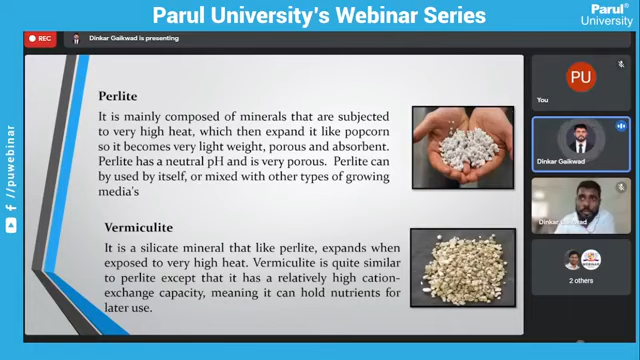 Parul University's Webinar Series
Parul®
University
REC
Dinkar Gaikwad is presenting
Perlite
It is mainly composed of minerals that are subjected
to very high heat, which then expand it like popcorn
so it becomes very light weight, porous and absorbent.
Perlite has a neutral pH and is very porous. Perlite can
by used by itself, or mixed with other types of growing
media's
Vermiculite
It is a silicate mineral that like perlite, expands when
exposed to very high heat. Vermiculite is quite similar
to perlite except that it has a relatively high cation-
exchange capacity, meaning it can hold nutrients for
later use.
PU
You
Dinkar Gaikwad
Dinkar Gaikwad
WEBINAR
2 others
/puwebinar